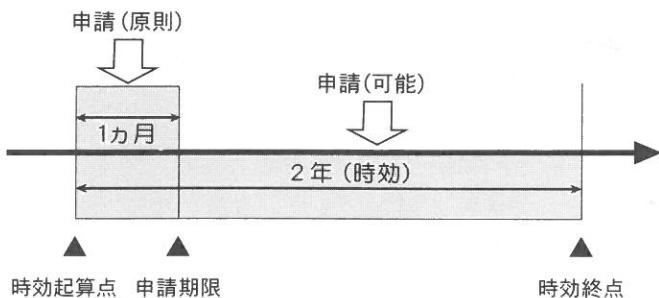 申請(原則)
申請(可能)
1ヵ月
2年(時効)
時効起算点
申請期限
時効終点